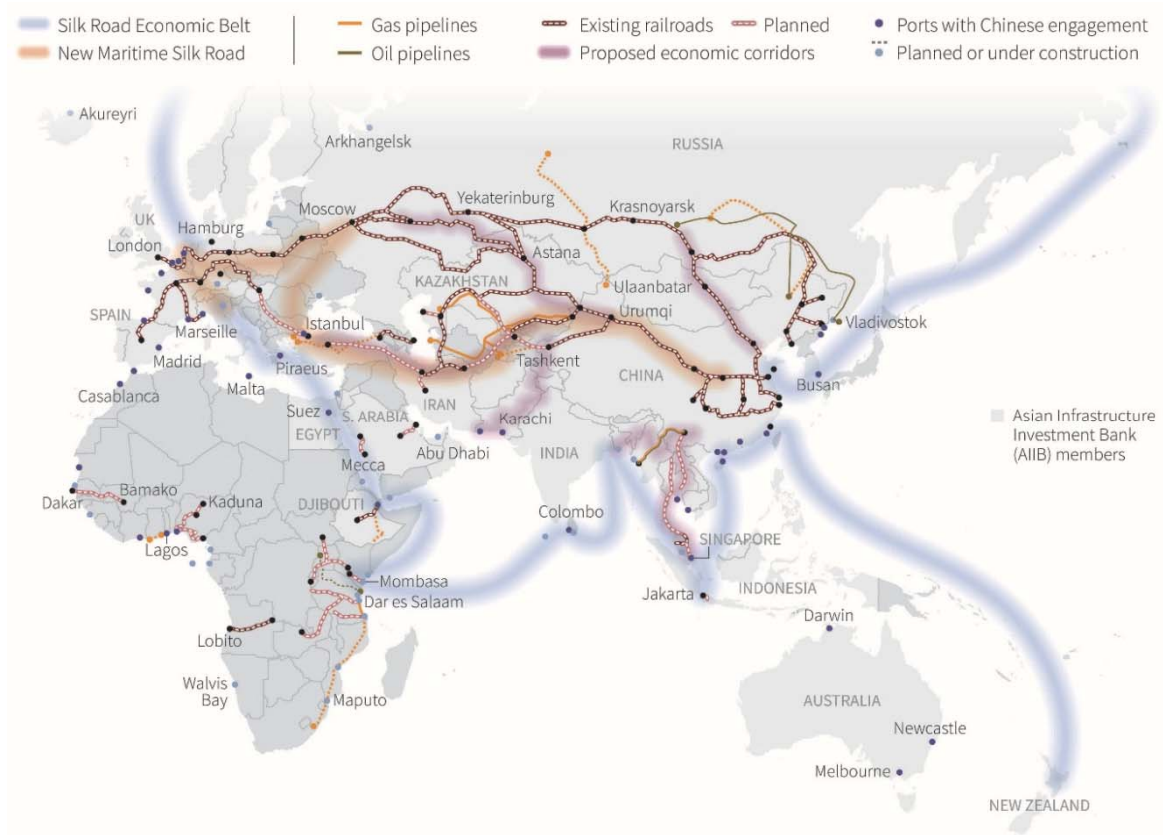 Silk Road Economic Belt
New Maritime Silk Road
Gas pipelines
Oil pipelines
Existing railroads
Planned
Proposed economic corridors
Ports with Chinese engagement
Planned or under construction
Akureyri
Arkhangelsk
RUSSIA
Yekaterinburg
Krasnoyarsk
Moscow
UK
Hamburg
London
Astana
KAZAKHSTAN
Ulaanbatar
Urumqi
SPAIN
Marseille
Istanbul
Vladivostok
Madrid
Piraeus
Tashkent
CHINA
Busan
Casablanca
Malta
Suez
EGYPT
S. ARABIA
IRAN
Karachi
Asian Infrastructure
Investment Bank
(AIIB) members
Mecca
Abu Dhabi
INDIA
Dakar
Bamako
Kaduna
DJIBOUTI
Lagos
Colombo
SINGAPORE
Mombasa
Dar es Salaam
Jakarta
INDONESIA
Darwin
Lobito
Walvis
Bay
Maputo
AUSTRALIA
Newcastle
Melbourne
NEW ZEALAND